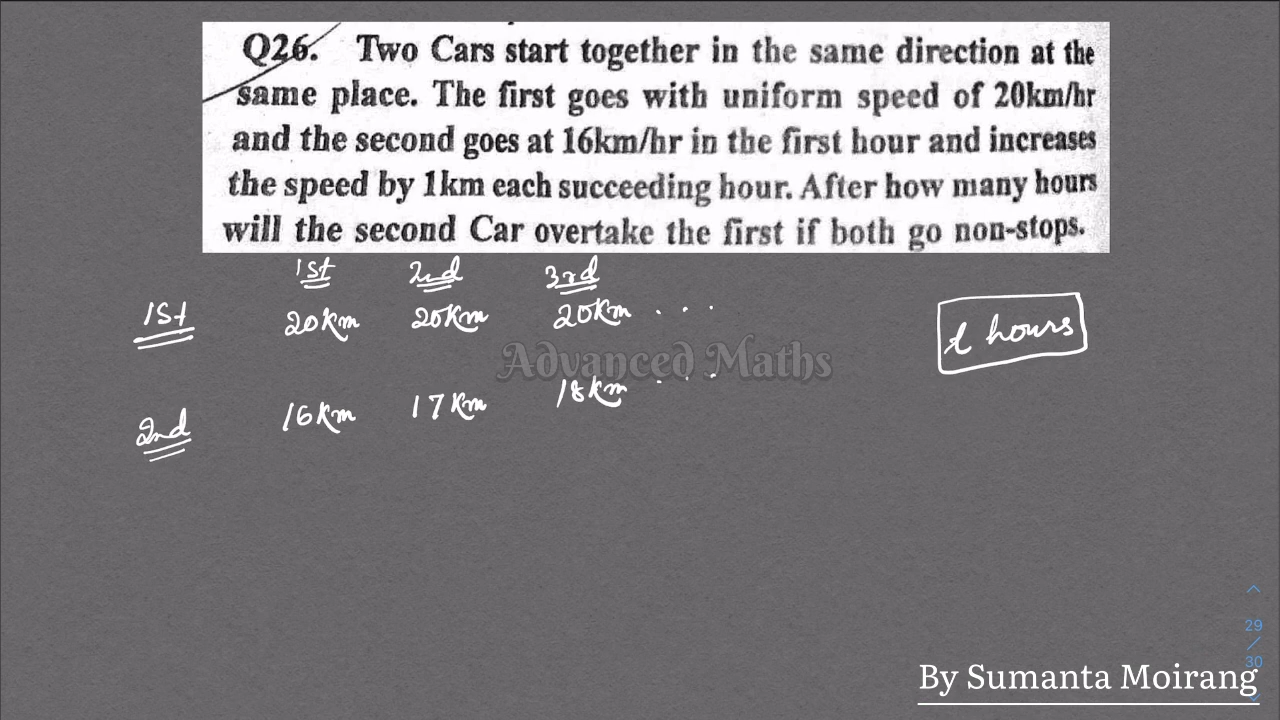 Q26. Two Cars start together in the same direction at the
same place. The first goes with uniform speed of 20km/hr
and the second goes at 16km/hr in the first hour and increases
the speed by 1km each succeeding hour. After how many hours
will the second Car overtake the first if both go non-stops.
1st 2nd 3rd
1st 20km 20km 20km . . .
t hours
Advanced Maths
2nd 16km 17km 18km . . .
29
/
30
By Sumanta Moirang